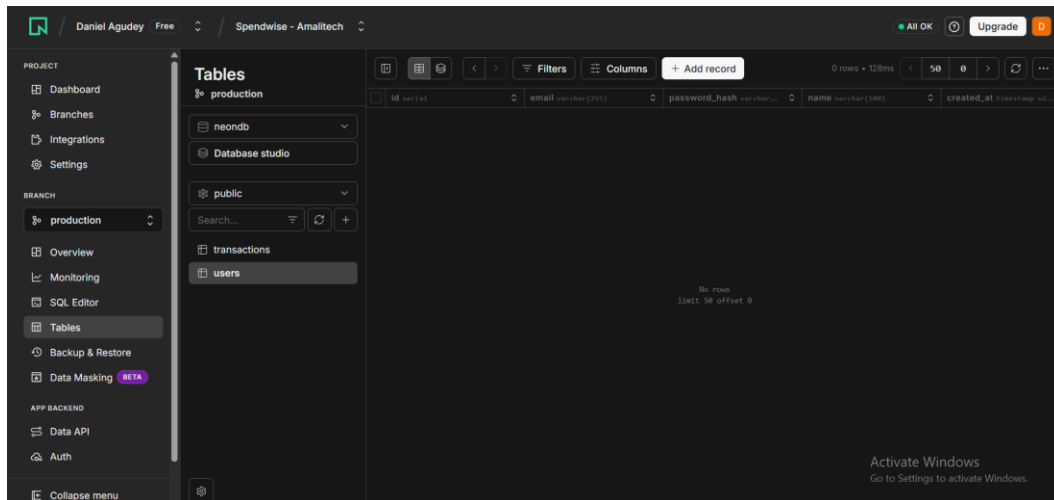 Daniel Agudey Free Spendwise - Amalitech All OK Upgrade D
PROJECT
Dashboard
Branches
Integrations
Settings
BRANCH
production
Overview
Monitoring
SQL Editor
Tables
Backup & Restore
Data Masking BETA
APP BACKEND
Data API
Auth
Collapse menu
Tables
production
neondb
Database studio
public
Search...
transactions
users
Filters Columns + Add record 0 rows • 128ms 50 0
id serial email varchar(255) password_hash varchar... name varchar(100) created_at timestamp wi...
No rows
limit 50 offset 0
Activate Windows
Go to Settings to activate Windows.